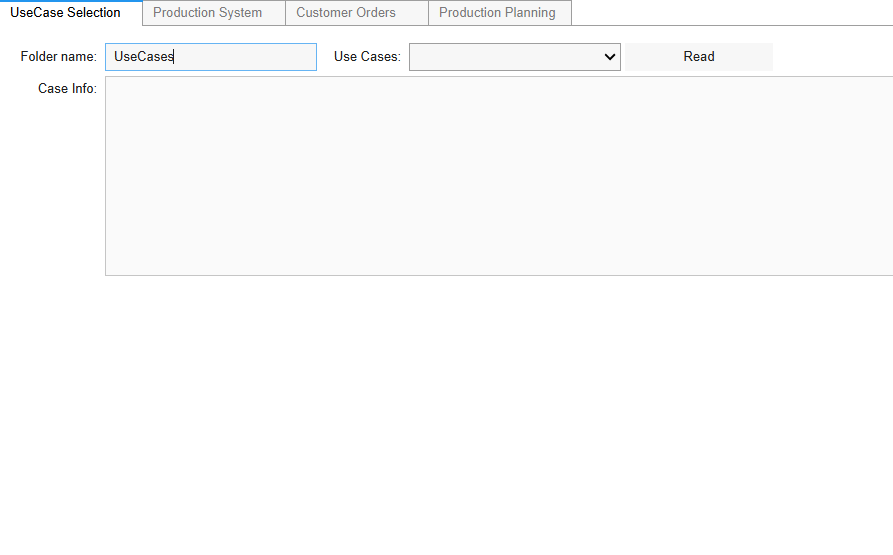 UseCase Selection Production System Customer Orders Production Planning
Folder name: UseCases Use Cases: Read
Case Info: